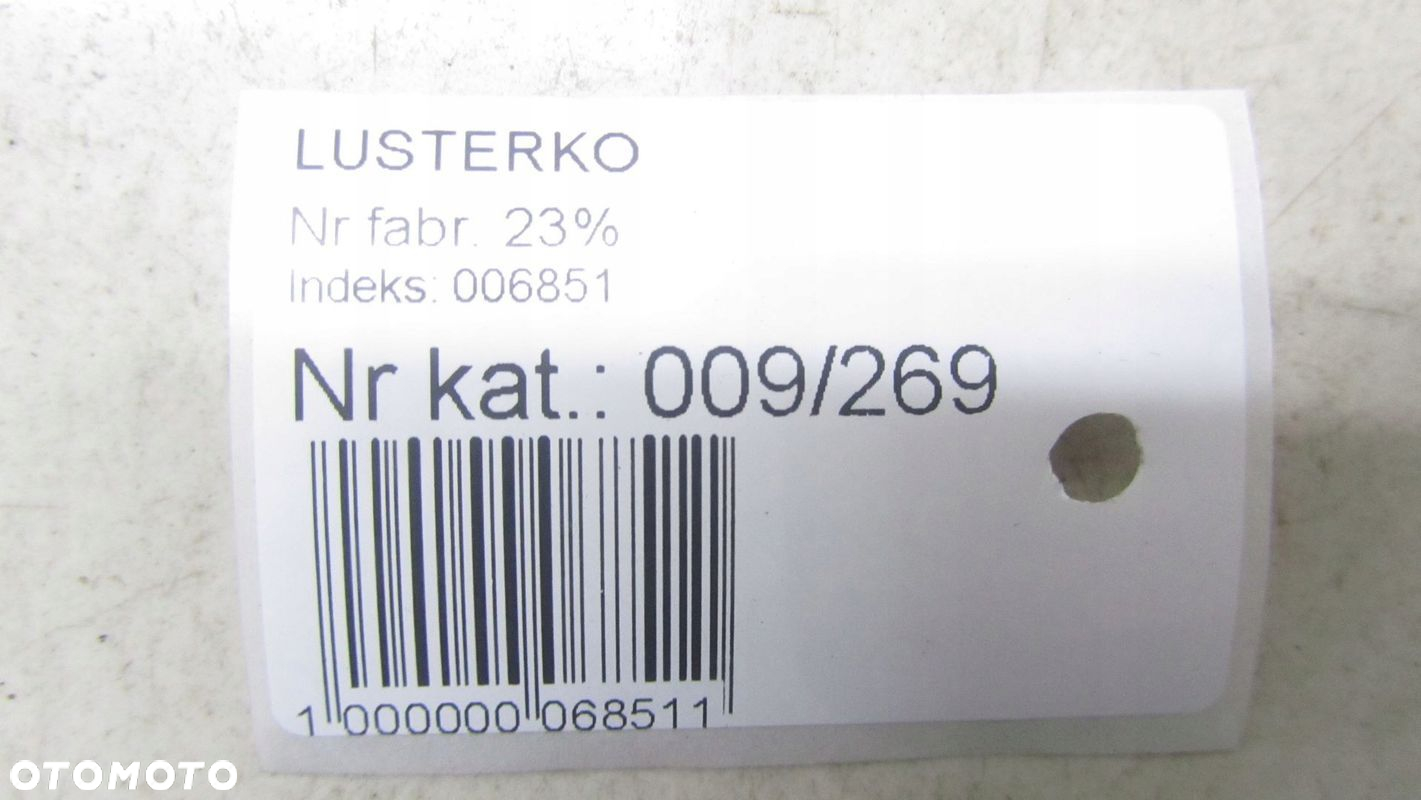 LUSTERKO
Nr fabr. 23%
Indeks: 006851
Nr kat.: 009/269
1 000000 068511
OTOMOTO